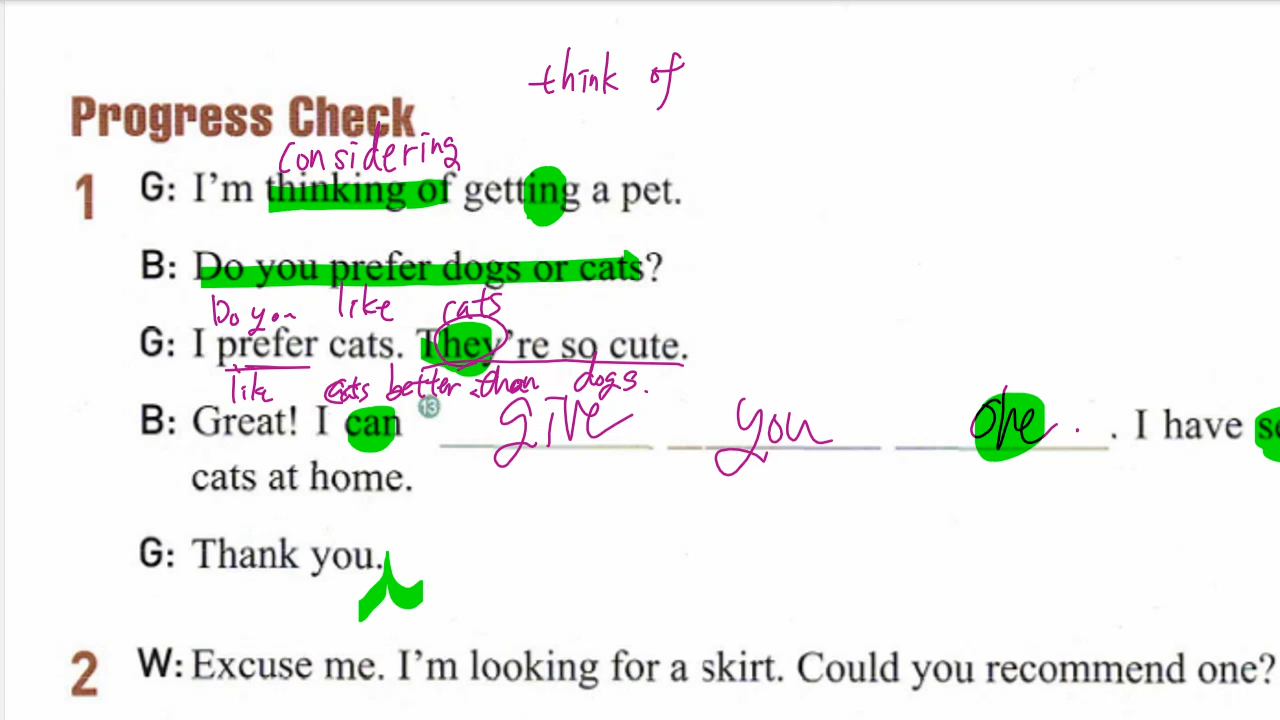 think of
Progress Check
considering
1 G: I'm thinking of getting a pet.
B: Do you prefer dogs or cats?
Do you like cats
G: I prefer cats. They're so cute.
like cats better than dogs.
B: Great! I can 13 give you one. . I have
cats at home.
G: Thank you.
2 W: Excuse me. I'm looking for a skirt. Could you recommend one?